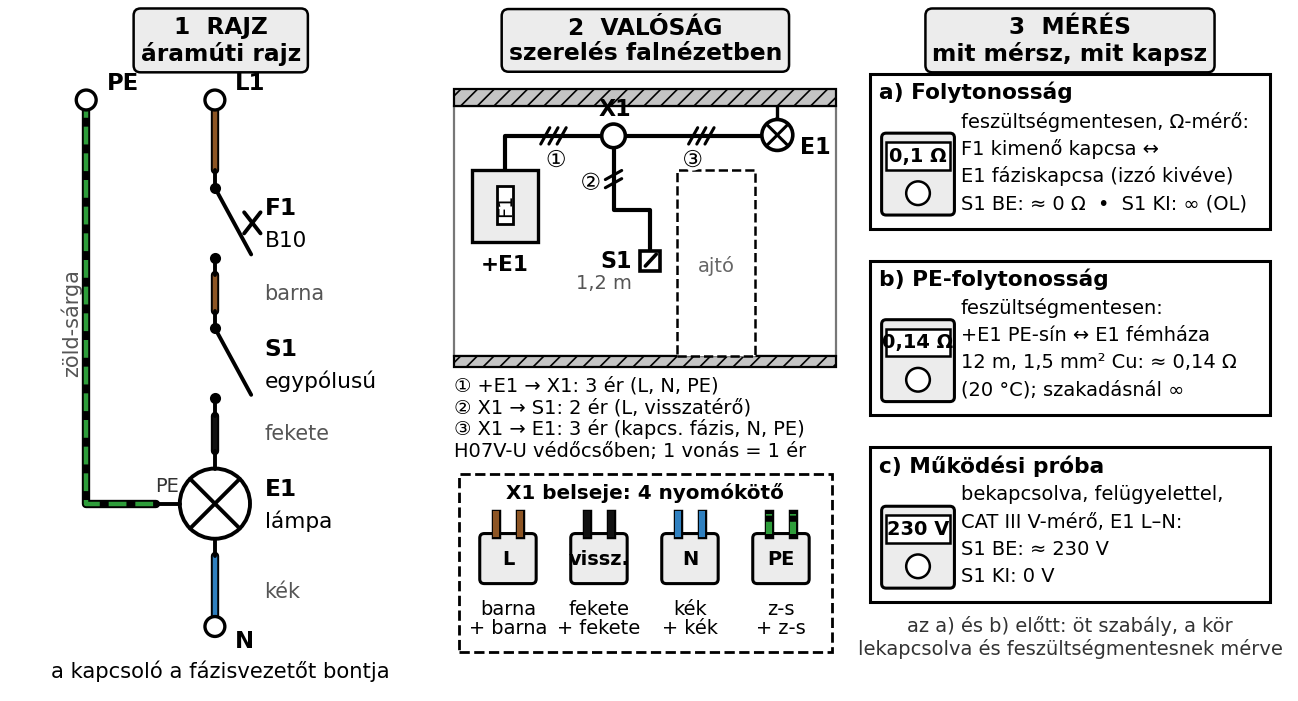 1 RAJZ
áramúti rajz
PE
L1
F1
B10
barna
zöld-sárga
S1
egypólusú
fekete
PE
E1
lámpa
kék
N
a kapcsoló a fázisvezetőt bontja
2 VALÓSÁG
szerelés falnézetben
X1
E1
①
③
②
F1
+E1
S1
1,2 m
ajtó
① +E1 → X1: 3 ér (L, N, PE)
② X1 → S1: 2 ér (L, visszatérő)
③ X1 → E1: 3 ér (kapcs. fázis, N, PE)
H07V-U védőcsőben; 1 vonás = 1 ér
X1 belseje: 4 nyomókötő
L vissz. N PE
barna fekete kék z-s
+ barna + fekete + kék + z-s
3 MÉRÉS
mit mérsz, mit kapsz
a) Folytonosság
0,1 Ω
feszültségmentesen, Ω-mérő:
F1 kimenő kapcsa ↔
E1 fáziskapcsa (izzó kivéve)
S1 BE: ≈ 0 Ω • S1 KI: ∞ (OL)
b) PE-folytonosság
0,14 Ω
feszültségmentesen:
+E1 PE-sín ↔ E1 fémháza
12 m, 1,5 mm² Cu: ≈ 0,14 Ω
(20 °C); szakadásnál ∞
c) Működési próba
230 V
bekapcsolva, felügyelettel,
CAT III V-mérő, E1 L–N:
S1 BE: ≈ 230 V
S1 KI: 0 V
az a) és b) előtt: öt szabály, a kör
lekapcsolva és feszültségmentesnek mérve